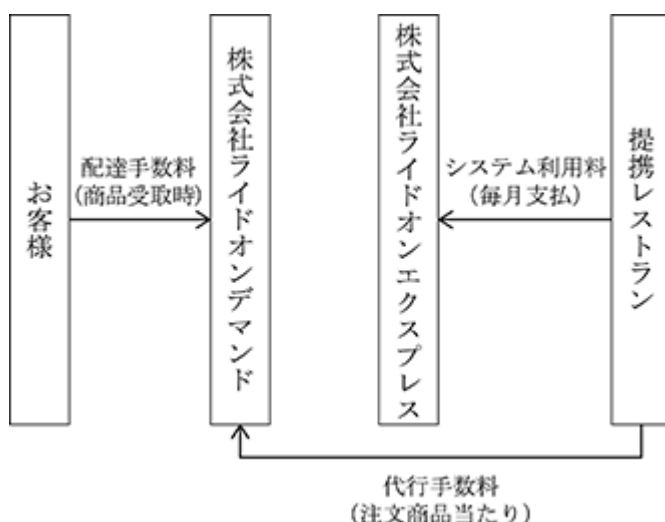 お客様
配達手数料
(商品受取時)
株式会社ライドオンデマンド
株式会社ライドオンエクスプレス
システム利用料
(毎月支払)
提携レストラン
代行手数料
(注文商品当たり)